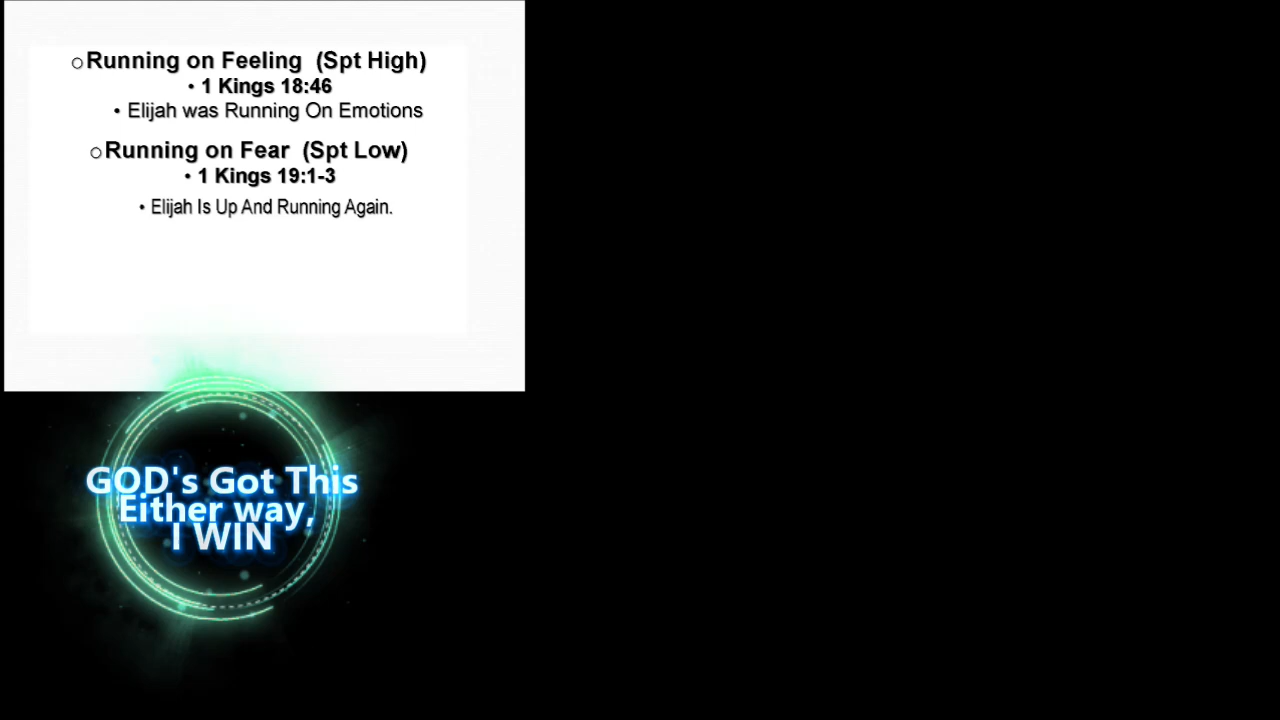 ○Running on Feeling (Spt High)
• 1 Kings 18:46
• Elijah was Running On Emotions
○Running on Fear (Spt Low)
• 1 Kings 19:1-3
• Elijah Is Up And Running Again.
GOD's Got This
Either way,
I WIN